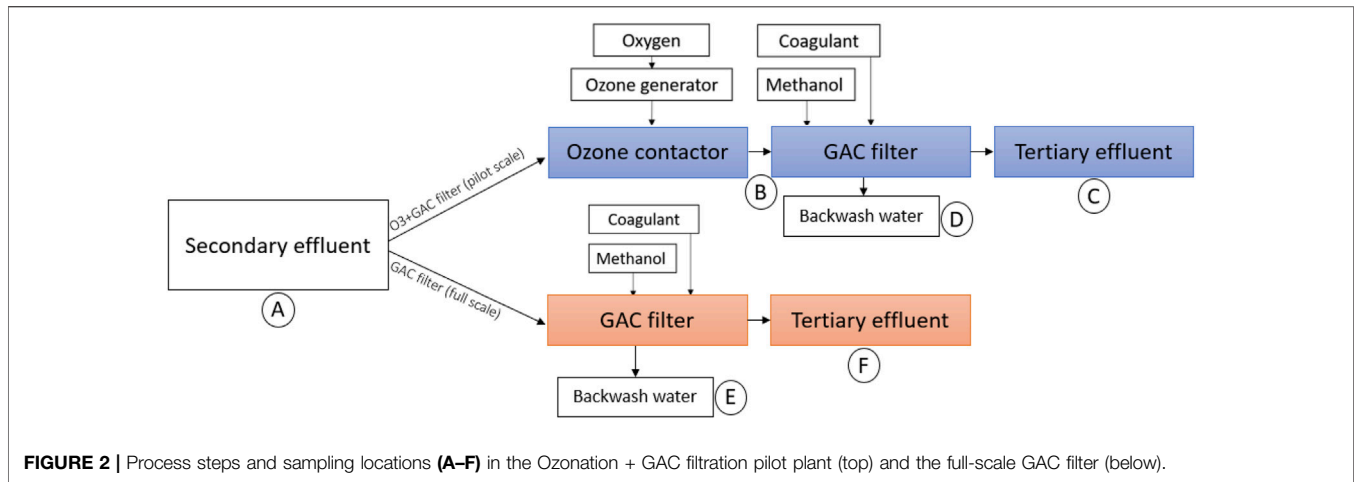 Oxygen
Ozone generator
Coagulant
Methanol
Ozone contactor
GAC filter
Tertiary effluent
B
C
Backwash water
D
O3+GAC filter (pilot scale)
Secondary effluent
A
GAC filter (full scale)
Coagulant
Methanol
GAC filter
Tertiary effluent
F
Backwash water
E
FIGURE 2 | Process steps and sampling locations (A–F) in the Ozonation + GAC filtration pilot plant (top) and the full-scale GAC filter (below).